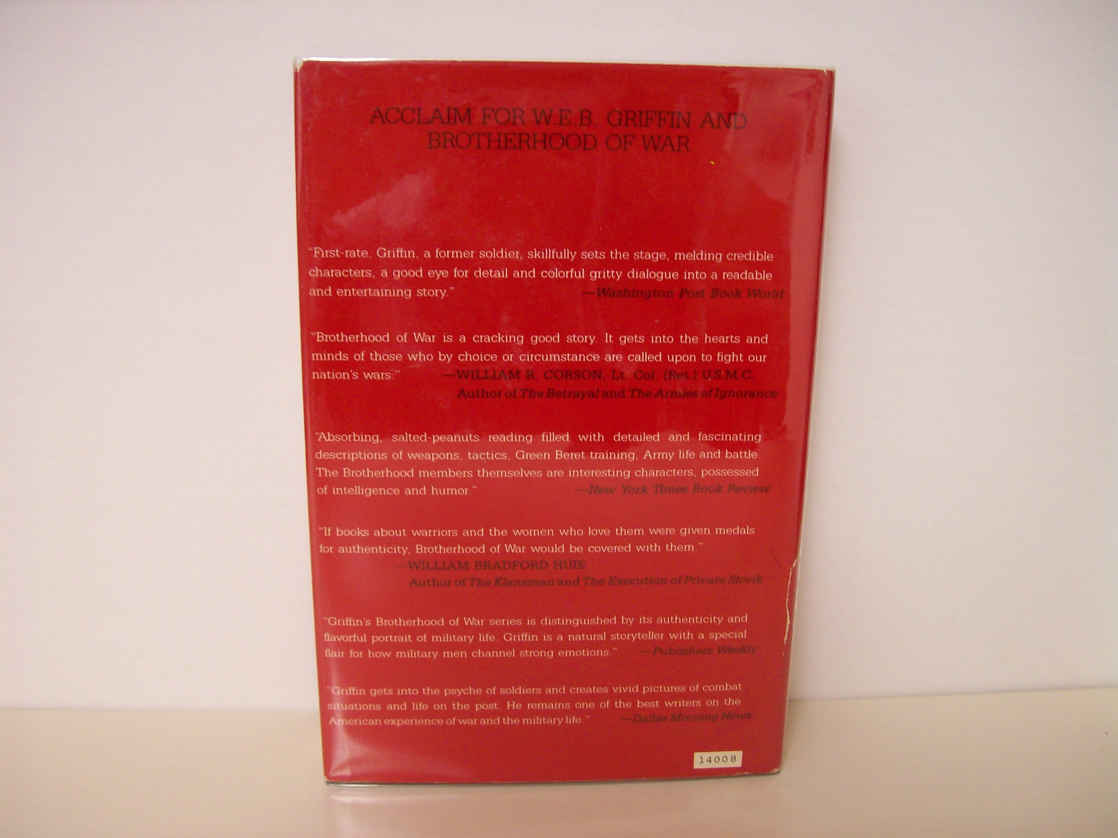 ACCLAIM FOR W.E.B. GRIFFIN AND
BROTHERHOOD OF WAR
"First-rate. Griffin, a former soldier, skillfully sets the stage, melding credible
characters, a good eye for detail and colorful gritty dialogue into a readable
and entertaining story." —Washington Post Book World
"Brotherhood of War is a cracking good story. It gets into the hearts and
minds of those who by choice or circumstance are called upon to fight our
nation's wars." —WILLIAM R. CORSON, Lt. Col. (Ret.) U.S.M.C.
Author of The Betrayal and The Armies of Ignorance
"Absorbing, salted-peanuts reading filled with detailed and fascinating
descriptions of weapons, tactics, Green Beret training, Army life and battle.
The Brotherhood members themselves are interesting characters, possessed
of intelligence and humor." —New York Times Book Review
"If books about warriors and the women who love them were given medals
for authenticity, Brotherhood of War would be covered with them."
—WILLIAM BRADFORD HUIE
Author of The Klansman and The Execution of Private Slovik
"Griffin's Brotherhood of War series is distinguished by its authenticity and
flavorful portrait of military life. Griffin is a natural storyteller with a special
flair for how military men channel strong emotions." —Publishers Weekly
"Griffin gets into the psyche of soldiers and creates vivid pictures of combat
situations and life on the post. He remains one of the best writers on the
American experience of war and the military life." —Dallas Morning News
14008